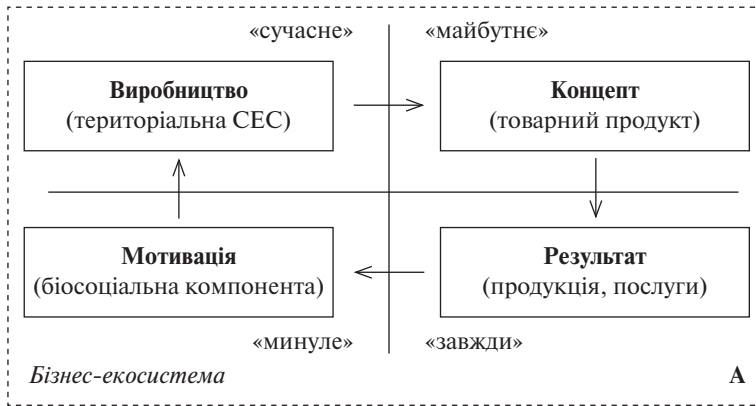 «сучасне» «майбутнє»
Виробництво
(територіальна СЕС)
Концепт
(товарний продукт)
Мотивація
(біосоціальна компонента)
Результат
(продукція, послуги)
«минуле» «завжди»
Бізнес-екосистема А